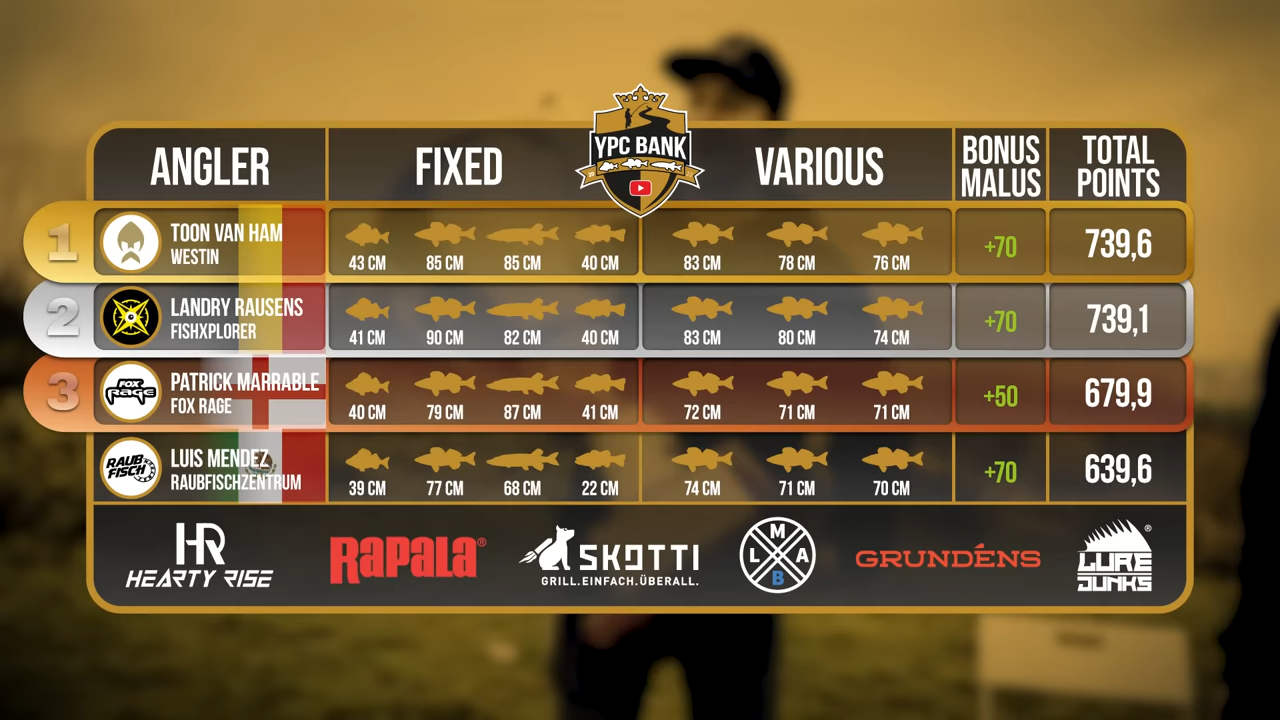 YPC BANK
ANGLER FIXED VARIOUS BONUS MALUS TOTAL POINTS
1 TOON VAN HAM
WESTIN
43 CM 85 CM 85 CM 40 CM 83 CM 78 CM 76 CM +70 739,6
2 LANDRY RAUSENS
FISHXPLORER
41 CM 90 CM 82 CM 40 CM 83 CM 80 CM 74 CM +70 739,1
3 FOX RAGE PATRICK MARRABLE
FOX RAGE
40 CM 79 CM 87 CM 41 CM 72 CM 71 CM 71 CM +50 679,9
RAUB FISCH LUIS MENDEZ
RAUBFISCHZENTRUM
39 CM 77 CM 68 CM 22 CM 74 CM 71 CM 70 CM +70 639,6
HR
HEARTY RISE
RAPALA®
SKOTTI
GRILL.EINFACH.ÜBERALL.
M
L A
B
GRUNDÉNS
LURE
JUNKS®